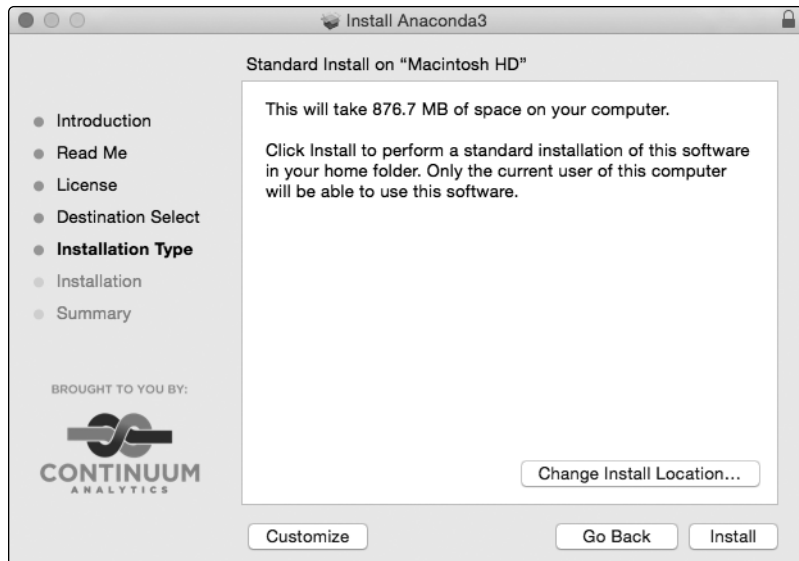 Install Anaconda3
Standard Install on “Macintosh HD”
Introduction
Read Me
License
Destination Select
Installation Type
Installation
Summary
BROUGHT TO YOU BY:
CONTINUUM
ANALYTICS
This will take 876.7 MB of space on your computer.
Click Install to perform a standard installation of this software
in your home folder. Only the current user of this computer
will be able to use this software.
Change Install Location...
Customize
Go Back
Install